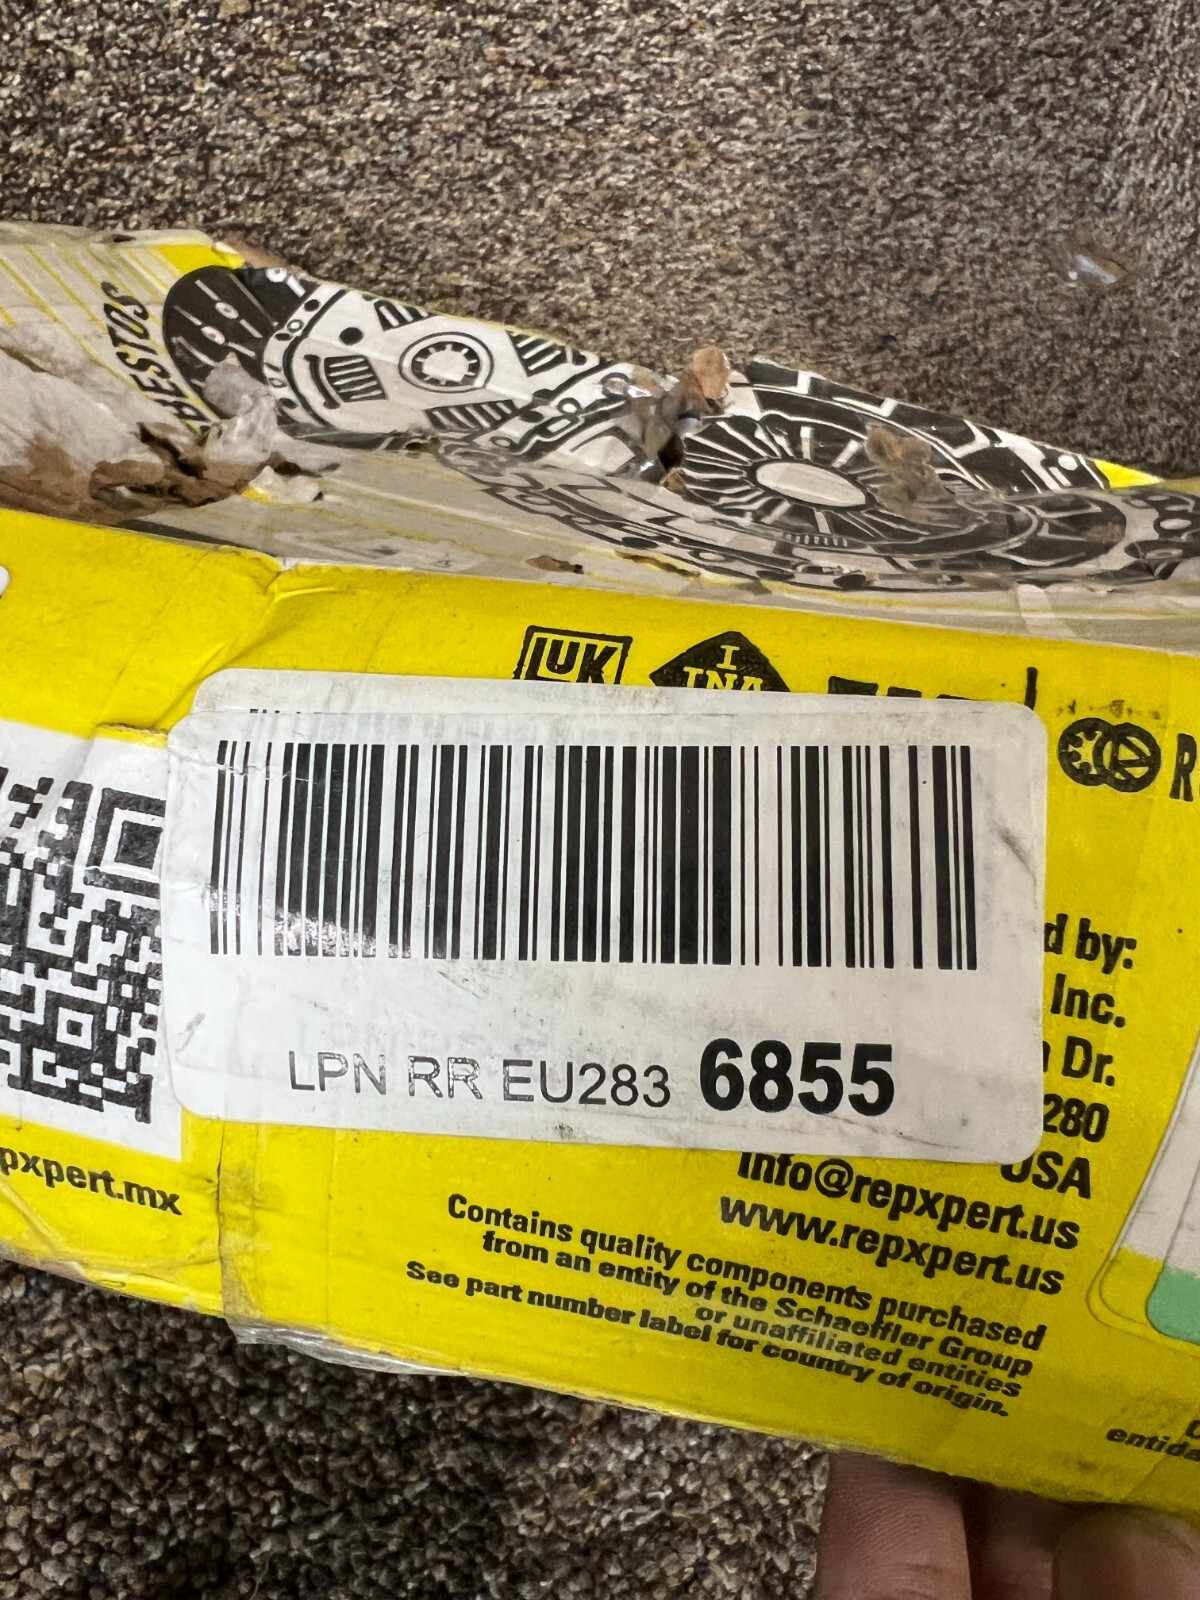 LUK
INA
d by:
Inc.
Dr.
280
USA
LPN RR EU283 6855
pxpert.mx
info@repxpert.us
www.repxpert.us
Contains quality components purchased
from an entity of the Schaeffler Group
or unaffiliated entities
See part number label for country of origin.